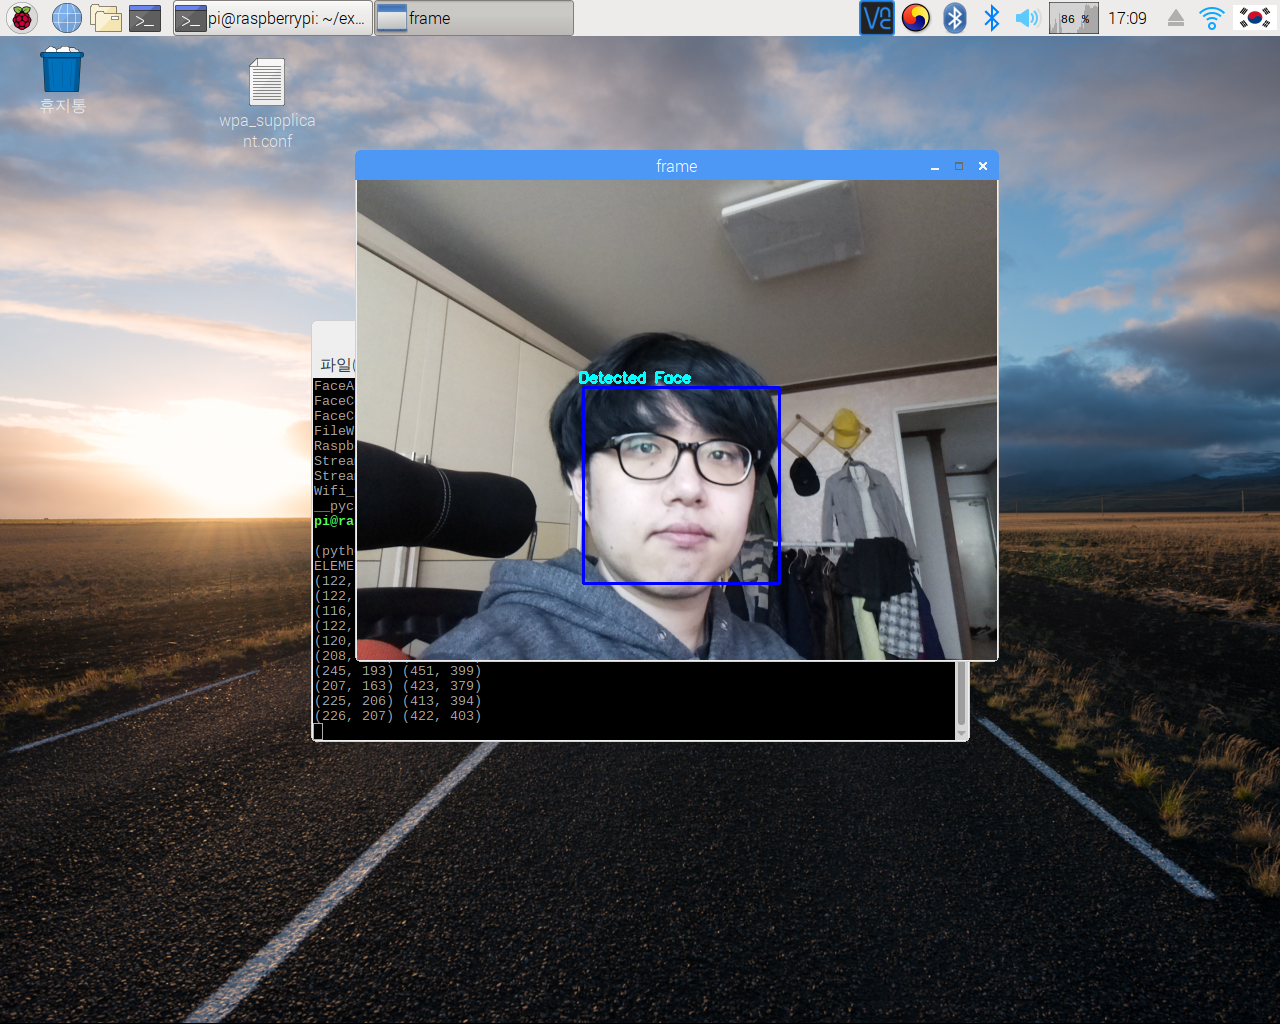 pi@raspberrypi: ~/ex...
frame
86 %
17:09
휴지통
wpa_supplica
nt.conf
frame
Detected Face
파일(
FaceA
FaceC
FaceC
FileW
Raspb
Strea
Strea
Wifi_
__pyc
pi@ra
(pyth
ELEME
(122,
(122,
(116,
(122,
(120,
(208,
(245, 193) (451, 399)
(207, 163) (423, 379)
(225, 206) (413, 394)
(226, 207) (422, 403)